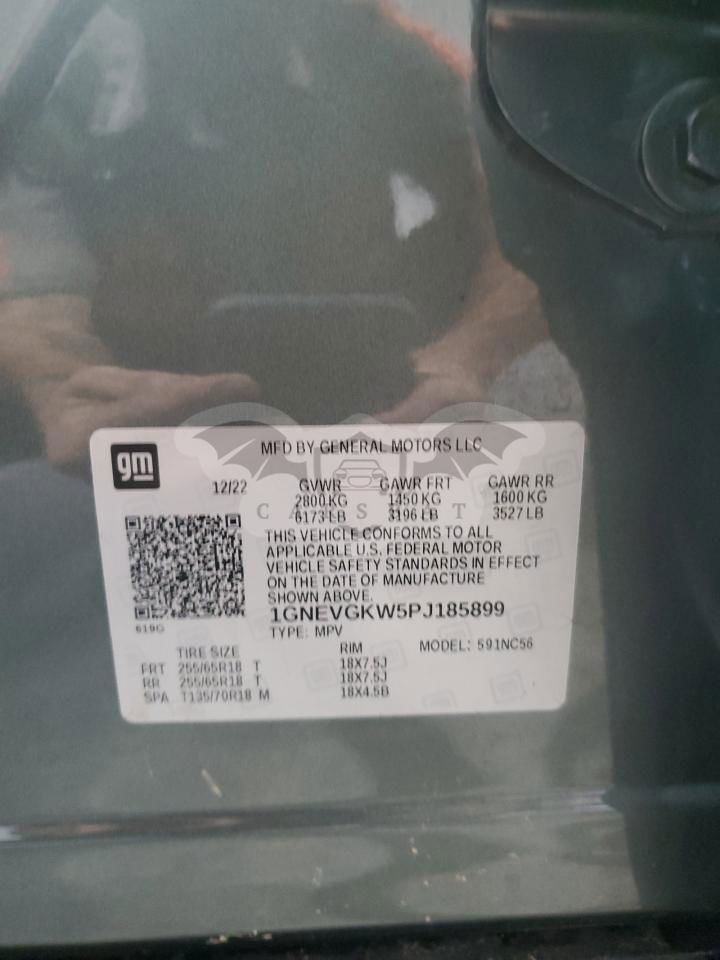 gm
MFD BY GENERAL MOTORS LLC
12/22 GVWR GAWR FRT GAWR RR
2800 KG 1450 KG 1600 KG
6173 LB 3196 LB 3527 LB
THIS VEHICLE CONFORMS TO ALL
APPLICABLE U.S. FEDERAL MOTOR
VEHICLE SAFETY STANDARDS IN EFFECT
ON THE DATE OF MANUFACTURE
SHOWN ABOVE.
1GNEVGKW5PJ185899
619G
TYPE: MPV
TIRE SIZE RIM MODEL: 591NC56
FRT 255/65R18 T 18X7.5J
RR 255/65R18 T 18X7.5J
SPA T135/70R18 M 18X4.5B